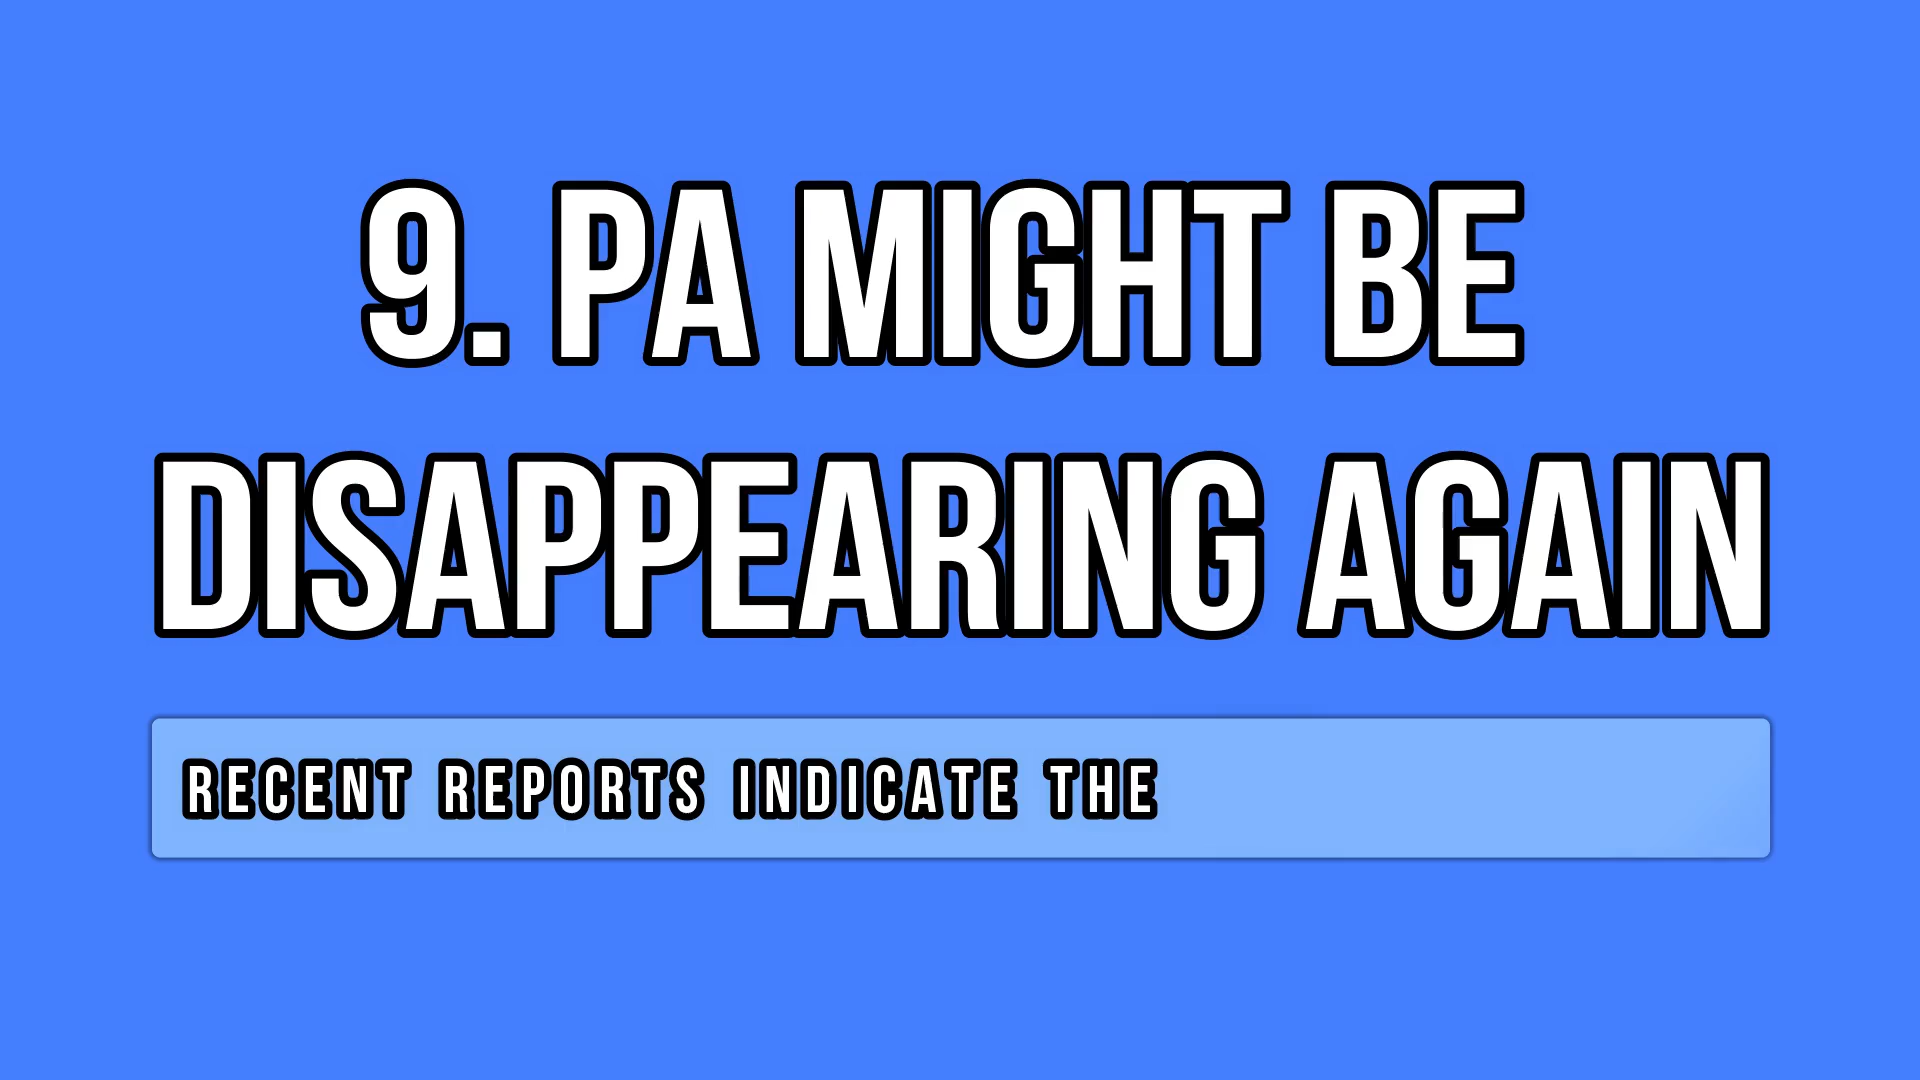 9. PA MIGHT BE
DISAPPEARING AGAIN
RECENT REPORTS INDICATE THE